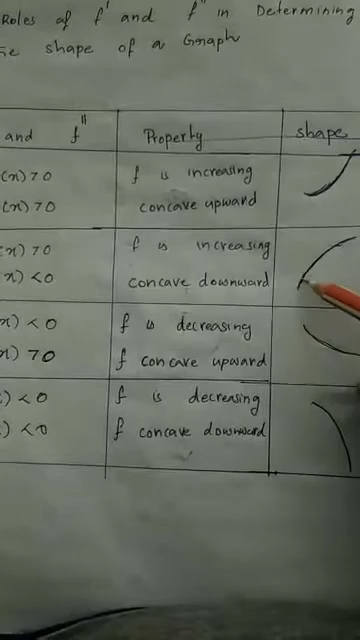 Roles of f' and f'' in Determining
shape of a Graph
and f'' Property shape
(x) > 0 f is increasing
(x) > 0 concave upward
(x) > 0 f is increasing
x) < 0 concave downward
x) < 0 f is decreasing
x) > 0 f concave upward
) < 0 f is decreasing
) < 0 f concave downward